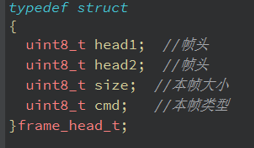 typedef struct
{
  uint8_t head1;  //帧头
  uint8_t head2;  //帧头
  uint8_t size;  //本帧大小
  uint8_t cmd;  //本帧类型
}frame_head_t;